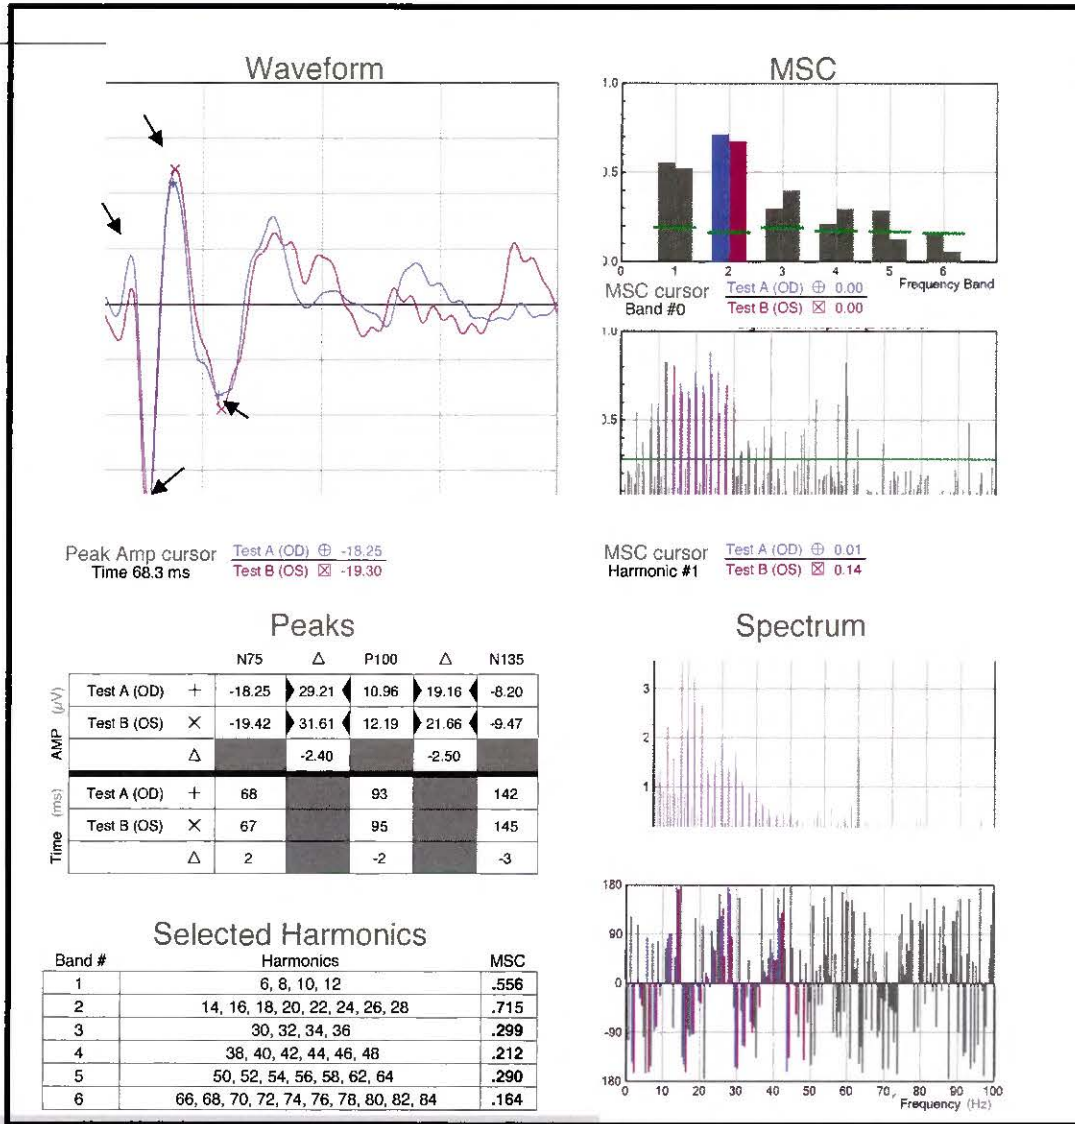 Waveform
MSC
1.0
0.5
0.0
0 1 2 3 4 5 6
Frequency Band
MSC cursor Test A (OD) ⊕ 0.00
Band #0 Test B (OS) ☒ 0.00
1.0
0.5
Peak Amp cursor Test A (OD) ⊕ -18.25
Time 68.3 ms Test B (OS) ☒ -19.30
MSC cursor Test A (OD) ⊕ 0.01
Harmonic #1 Test B (OS) ☒ 0.14
Peaks
N75 Δ P100 Δ N135
AMP (μV)
Test A (OD) + -18.25 29.21 10.96 19.16 -8.20
Test B (OS) × -19.42 31.61 12.19 21.66 -9.47
Δ -2.40 -2.50
Time (ms)
Test A (OD) + 68 93 142
Test B (OS) × 67 95 145
Δ 2 -2 -3
Spectrum
3
2
1
180
90
0
-90
180
0 10 20 30 40 50 60 70 80 90 100
Frequency (Hz)
Selected Harmonics
Band # Harmonics MSC
1 6, 8, 10, 12 .556
2 14, 16, 18, 20, 22, 24, 26, 28 .715
3 30, 32, 34, 36 .299
4 38, 40, 42, 44, 46, 48 .212
5 50, 52, 54, 56, 58, 62, 64 .290
6 66, 68, 70, 72, 74, 76, 78, 80, 82, 84 .164